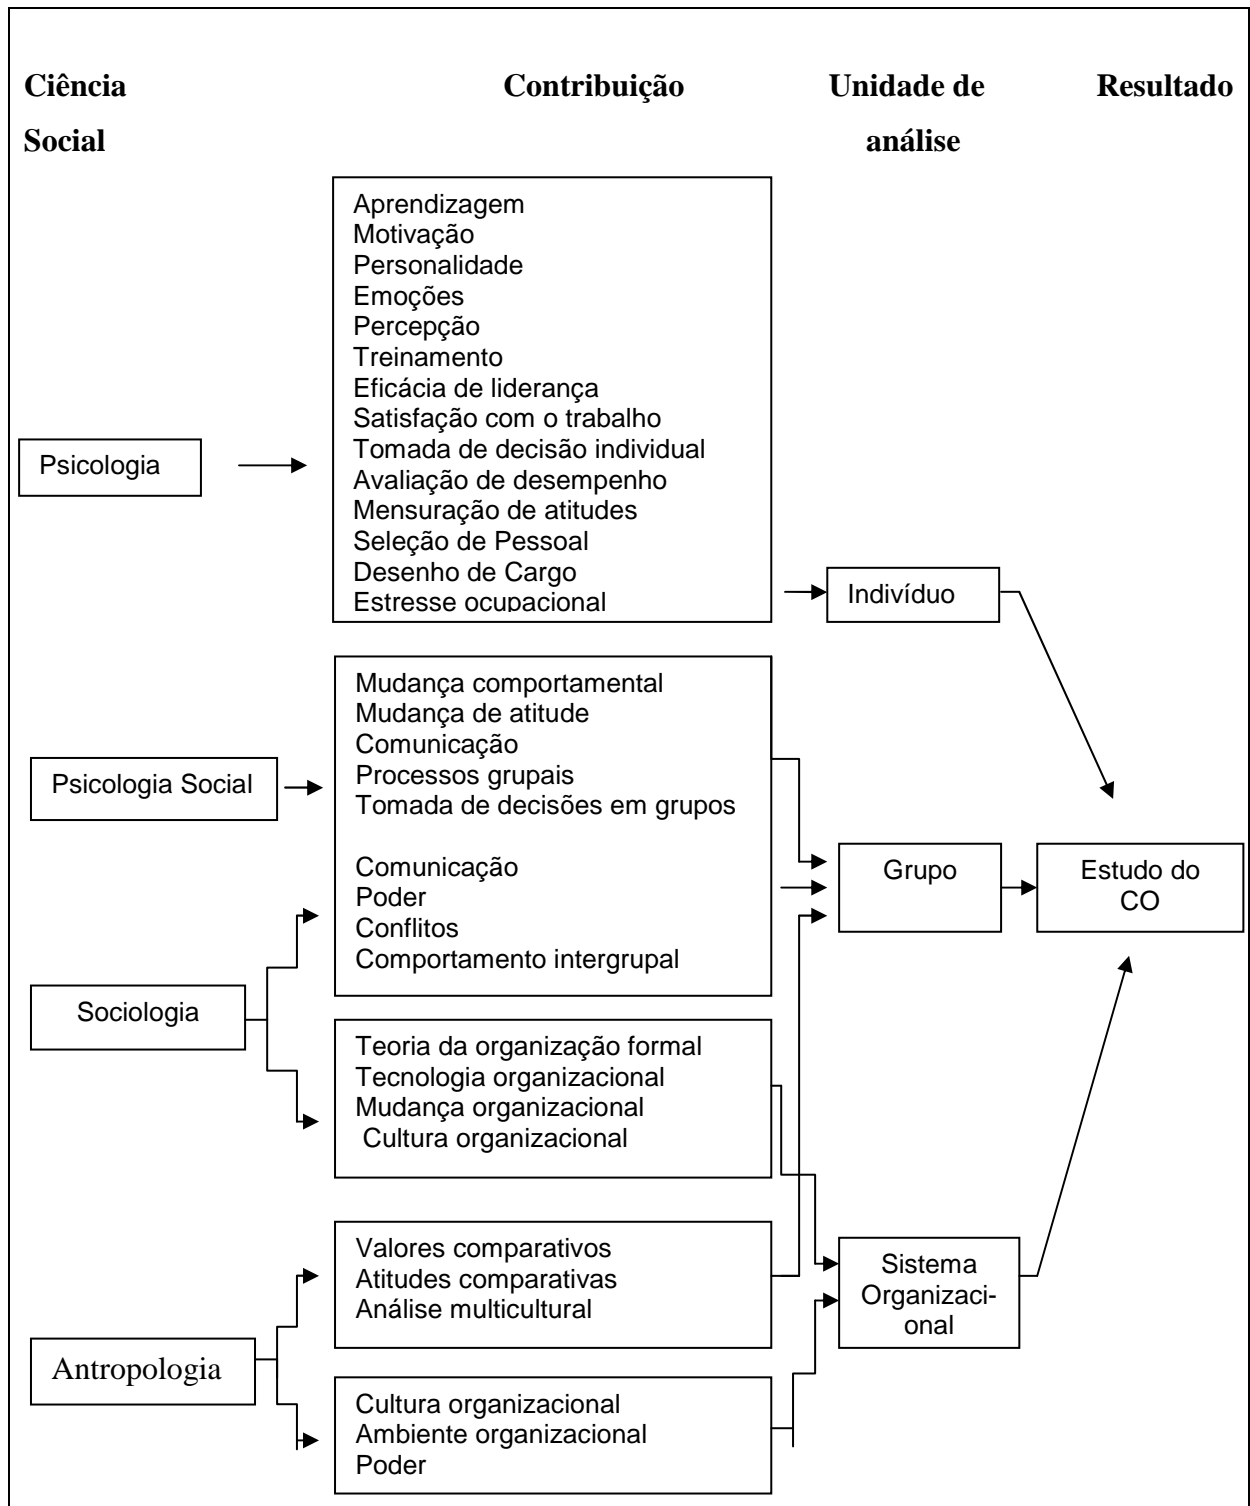 Ciência Contribuição Unidade de Resultado
Social análise
Aprendizagem
Motivação
Personalidade
Emoções
Percepção
Treinamento
Eficácia de liderança
Satisfação com o trabalho
Tomada de decisão individual
Avaliação de desempenho
Mensuração de atitudes
Seleção de Pessoal
Desenho de Cargo
Estresse ocupacional
Psicologia
Indivíduo
Mudança comportamental
Mudança de atitude
Comunicação
Processos grupais
Tomada de decisões em grupos
Comunicação
Poder
Conflitos
Comportamento intergrupal
Psicologia Social
Grupo
Estudo do
CO
Sociologia
Teoria da organização formal
Tecnologia organizacional
Mudança organizacional
Cultura organizacional
Valores comparativos
Atitudes comparativas
Análise multicultural
Sistema
Organizaci-
onal
Antropologia
Cultura organizacional
Ambiente organizacional
Poder